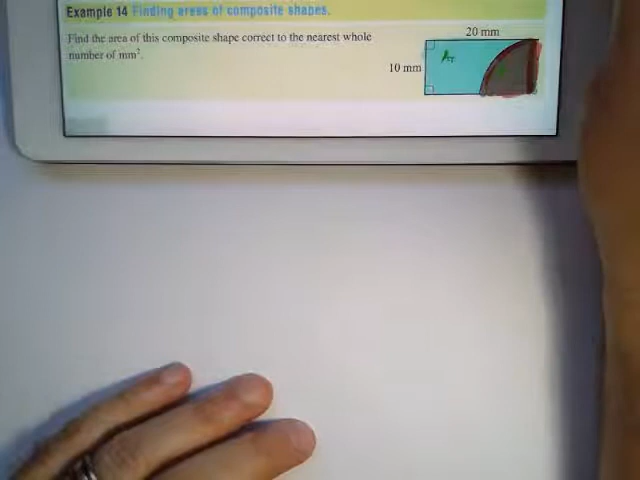 Example 14 Finding areas of composite shapes.
20 mm
Find the area of this composite shape correct to the nearest whole
number of mm².
10 mm